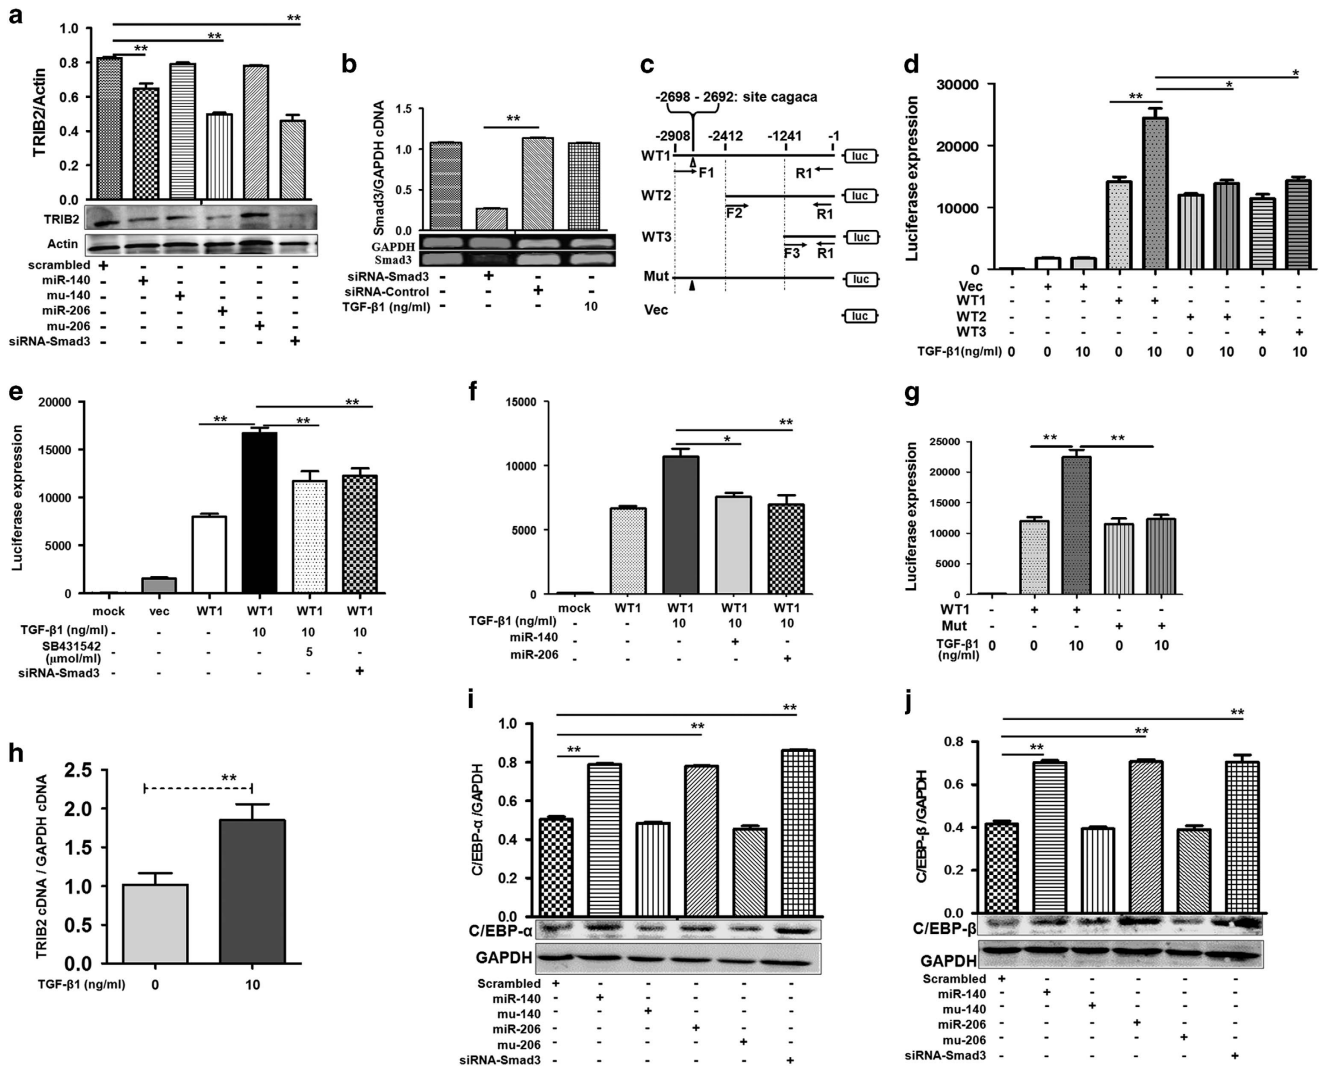 a
**
**
**
1.0
0.8
0.6
0.4
0.2
0.0
TRIB2/Actin
TRIB2
Actin
scrambled + - - - - -
miR-140 - + - - - -
mu-140 - - + - - -
miR-206 - - - + - -
mu-206 - - - - + -
siRNA-Smad3 - - - - - +
b
**
1.5
1.0
0.5
0.0
Smad3/GAPDH cDNA
GAPDH
Smad3
siRNA-Smad3 - + - -
siRNA-Control - - + -
TGF-β1 (ng/ml) - - - 10
c
-2698 - 2692: site cagaca
-2908 -2412 -1241 -1
WT1 luc
F1 R1
WT2 luc
F2 R1
WT3 luc
F3 R1
Mut luc
Vec luc
d
*
*
**
30000
20000
10000
0
Luciferase expression
Vec - + + - - - - - -
WT1 - - - + + - - - -
WT2 - - - - - + + - -
WT3 - - - - - - - + +
TGF-β1(ng/ml) 0 0 10 0 10 0 10 0 10
e
**
** **
20000
15000
10000
5000
0
Luciferase expression
mock vec WT1 WT1 WT1 WT1
TGF-β1 (ng/ml) - - - 10 10 10
SB431542 - - - - 5 -
(μmol/ml)
siRNA-Smad3 - - - - - +
f
**
*
15000
10000
5000
0
Luciferase expression
mock WT1 WT1 WT1 WT1
TGF-β1 (ng/ml) - - 10 10 10
miR-140 - - - + -
miR-206 - - - - +
g
** **
25000
20000
15000
10000
5000
0
Luciferase expression
WT1 - + + - -
Mut - - - + +
TGF-β1 0 0 10 0 10
(ng/ml)
h
**
2.5
2.0
1.5
1.0
0.5
0.0
TRIB2 cDNA / GAPDH cDNA
TGF-β1 (ng/ml) 0 10
i
**
**
**
1.0
0.8
0.6
0.4
0.2
0.0
C/EBP-α /GAPDH
C/EBP-α
GAPDH
Scrambled + - - - - -
miR-140 - + - - - -
mu-140 - - + - - -
miR-206 - - - + - -
mu-206 - - - - + -
siRNA-Smad3 - - - - - +
j
**
**
**
0.8
0.6
0.4
0.2
0.0
C/EBP-β /GAPDH
C/EBP-β
GAPDH
Scrambled + - - - - -
miR-140 - + - - - -
mu-140 - - + - - -
miR-206 - - - + - -
mu-206 - - - - + -
siRNA-Smad3 - - - - - +